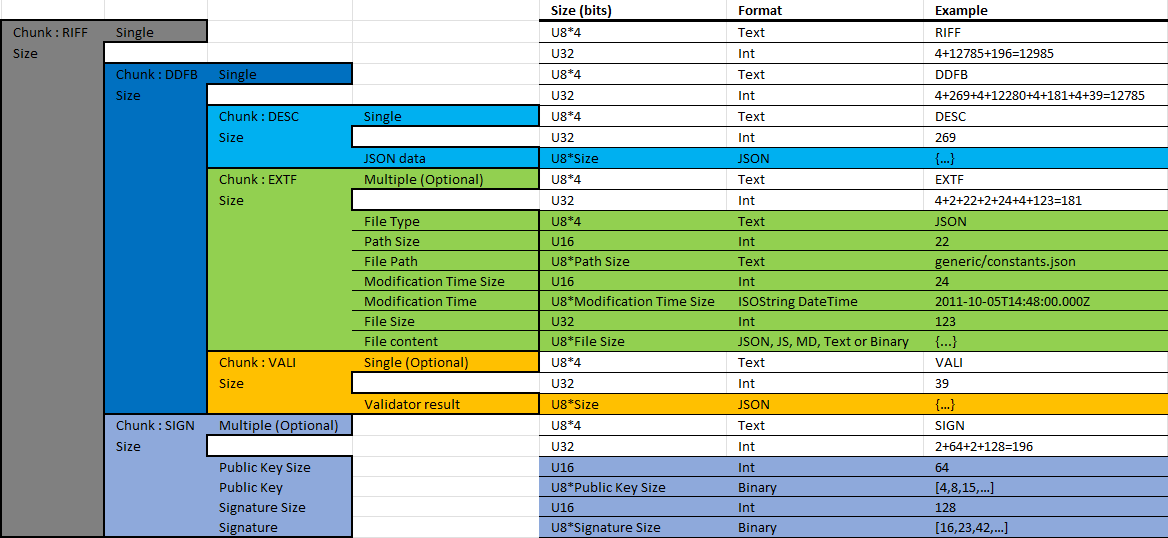 Size (bits) Format Example
Chunk : RIFF Single U8*4 Text RIFF
Size U32 Int 4+12785+196=12985
Chunk : DDFB Single U8*4 Text DDFB
Size U32 Int 4+269+4+12280+4+181+4+39=12785
Chunk : DESC Single U8*4 Text DESC
Size U32 Int 269
JSON data U8*Size JSON {...}
Chunk : EXTF Multiple (Optional) U8*4 Text EXTF
Size U32 Int 4+2+22+2+24+4+123=181
File Type U8*4 Text JSON
Path Size U16 Int 22
File Path U8*Path Size Text generic/constants.json
Modification Time Size U16 Int 24
Modification Time U8*Modification Time Size ISOString DateTime 2011-10-05T14:48:00.000Z
File Size U32 Int 123
File content U8*File Size JSON, JS, MD, Text or Binary {...}
Chunk : VALI Single (Optional) U8*4 Text VALI
Size U32 Int 39
Validator result U8*Size JSON {...}
Chunk : SIGN Multiple (Optional) U8*4 Text SIGN
Size U32 Int 2+64+2+128=196
Public Key Size U16 Int 64
Public Key U8*Public Key Size Binary [4,8,15,...]
Signature Size U16 Int 128
Signature U8*Signature Size Binary [16,23,42,...]